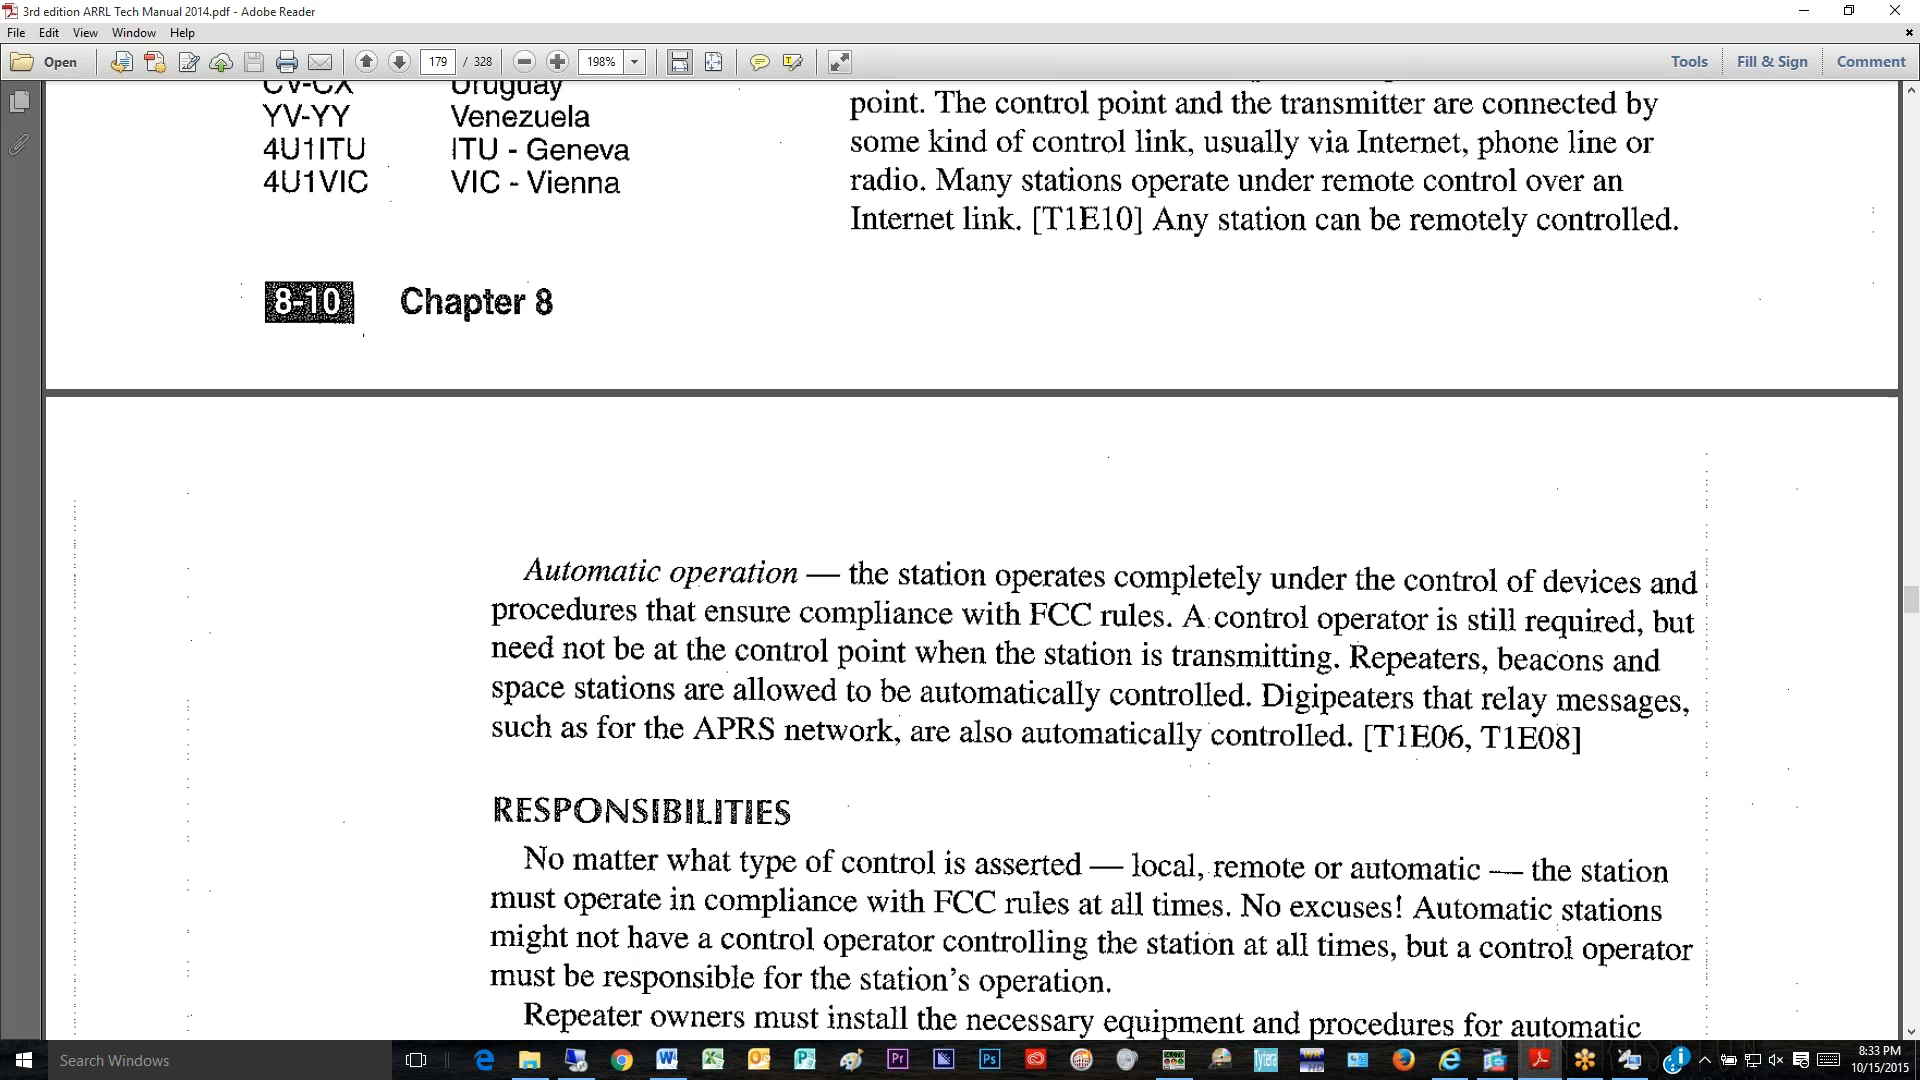 3rd edition ARRL Tech Manual 2014.pdf - Adobe Reader
File Edit View Window Help
Open 179 / 328 198% Tools Fill & Sign Comment
CV-CX Uruguay
YV-YY Venezuela
4U1ITU ITU - Geneva
4U1VIC VIC - Vienna
8-10 Chapter 8
point. The control point and the transmitter are connected by
some kind of control link, usually via Internet, phone line or
radio. Many stations operate under remote control over an
Internet link. [T1E10] Any station can be remotely controlled.
Automatic operation — the station operates completely under the control of devices and
procedures that ensure compliance with FCC rules. A control operator is still required, but
need not be at the control point when the station is transmitting. Repeaters, beacons and
space stations are allowed to be automatically controlled. Digipeaters that relay messages,
such as for the APRS network, are also automatically controlled. [T1E06, T1E08]
RESPONSIBILITIES
No matter what type of control is asserted — local, remote or automatic — the station
must operate in compliance with FCC rules at all times. No excuses! Automatic stations
might not have a control operator controlling the station at all times, but a control operator
must be responsible for the station's operation.
Repeater owners must install the necessary equipment and procedures for automatic
Search Windows
Pr
Ps
Tytera
8:33 PM
10/15/2015